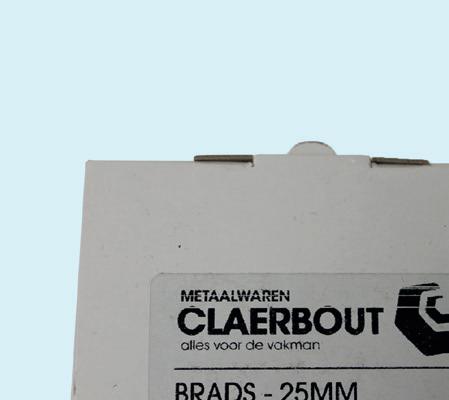 METAALWAREN
CLAERBOUT
alles voor de vakman
BRADS - 25MM